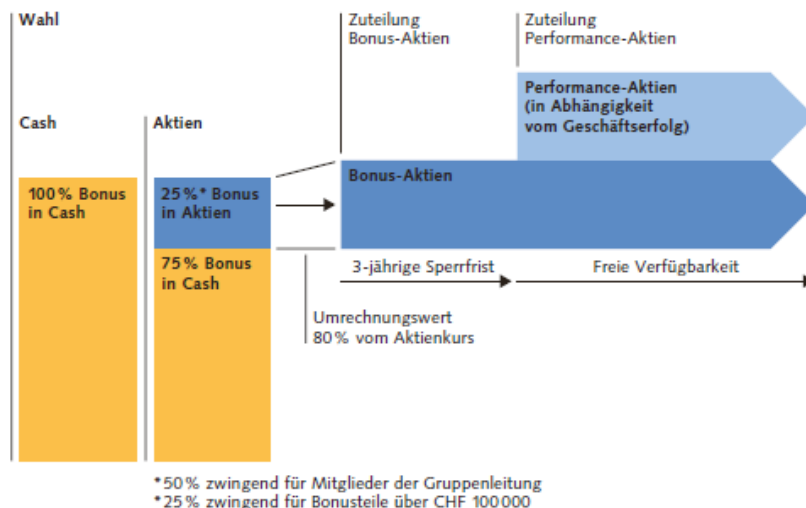 Wahl
Zuteilung
Bonus-Aktien
Zuteilung
Performance-Aktien
Performance-Aktien
(in Abhängigkeit
vom Geschäftserfolg)
Cash
Aktien
100% Bonus
in Cash
25%* Bonus
in Aktien
Bonus-Aktien
75% Bonus
in Cash
3-jährige Sperrfrist
Freie Verfügbarkeit
Umrechnungswert
80% vom Aktienkurs
*50% zwingend für Mitglieder der Gruppenleitung
*25% zwingend für Bonusteile über CHF 100000